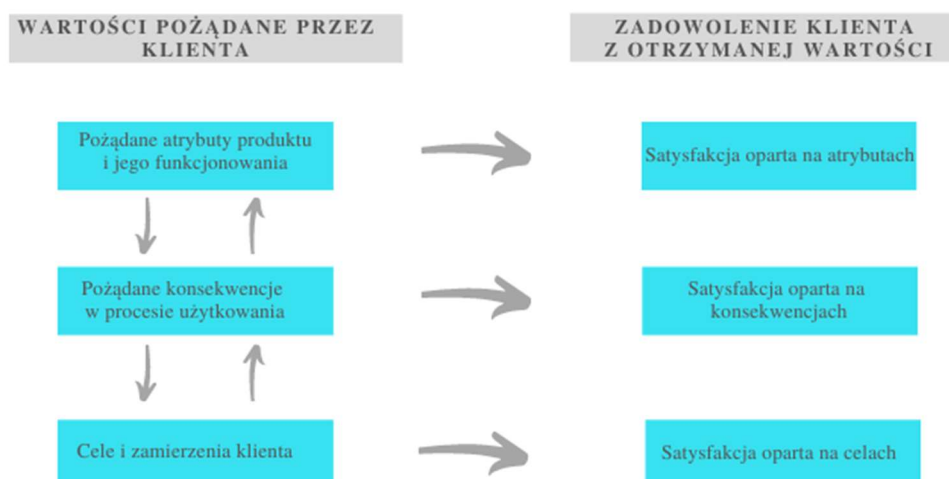 WARTOŚCI POŻĄDANE PRZEZ
KLIENTA
ZADOWOLENIE KLIENTA
Z OTRZYMANEJ WARTOŚCI
Pożądane atrybuty produktu
i jego funkcjonowania
Satysfakcja oparta na atrybutach
Pożądane konsekwencje
w procesie użytkowania
Satysfakcja oparta na
konsekwencjach
Cele i zamierzenia klienta
Satysfakcja oparta na celach